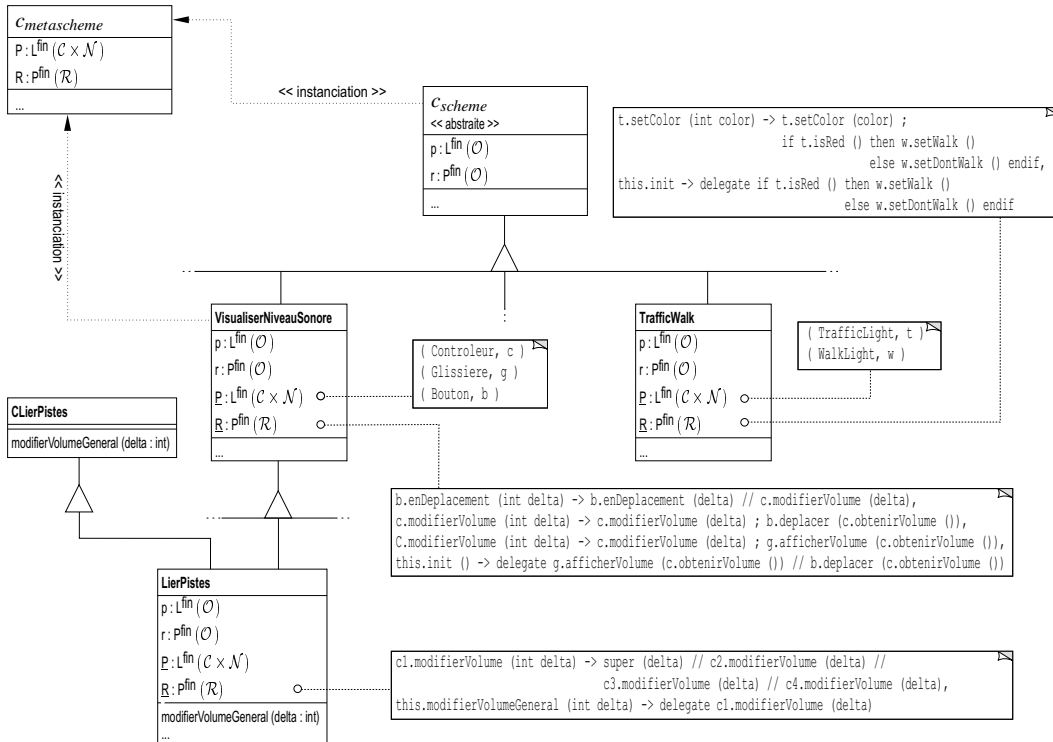 c metascheme
P : L fin ( C × N )
R : P fin ( R )
...
<< instanciation >>
<< instanciation >>
c scheme
<< abstraite >>
p : L fin ( O )
r : P fin ( O )
...
t.setColor (int color) -> t.setColor (color) ;
if t.isRed () then w.setWalk ()
else w.setDontWalk () endif,
this.init -> delegate if t.isRed () then w.setWalk ()
else w.setDontWalk () endif
...
...
...
VisualiserNiveauSonore
p : L fin ( O )
r : P fin ( O )
P : L fin ( C × N )
R : P fin ( R )
...
( Controleur, c )
( Glissiere, g )
( Bouton, b )
TrafficWalk
p : L fin ( O )
r : P fin ( O )
P : L fin ( C × N )
R : P fin ( R )
...
( TrafficLight, t )
( WalkLight, w )
CLierPistes
modifierVolumeGeneral (delta : int)
b.enDeplacement (int delta) -> b.enDeplacement (delta) // c.modifierVolume (delta),
c.modifierVolume (int delta) -> c.modifierVolume (delta) ; b.deplacer (c.obtenirVolume ()),
C.modifierVolume (int delta) -> c.modifierVolume (delta) ; g.afficherVolume (c.obtenirVolume ()),
this.init () -> delegate g.afficherVolume (c.obtenirVolume ()) // b.deplacer (c.obtenirVolume ())
...
...
LierPistes
p : L fin ( O )
r : P fin ( O )
P : L fin ( C × N )
R : P fin ( R )
modifierVolumeGeneral (delta : int)
...
c1.modifierVolume (int delta) -> super (delta) // c2.modifierVolume (delta) //
c3.modifierVolume (delta) // c4.modifierVolume (delta),
this.modifierVolumeGeneral (int delta) -> delegate c1.modifierVolume (delta)